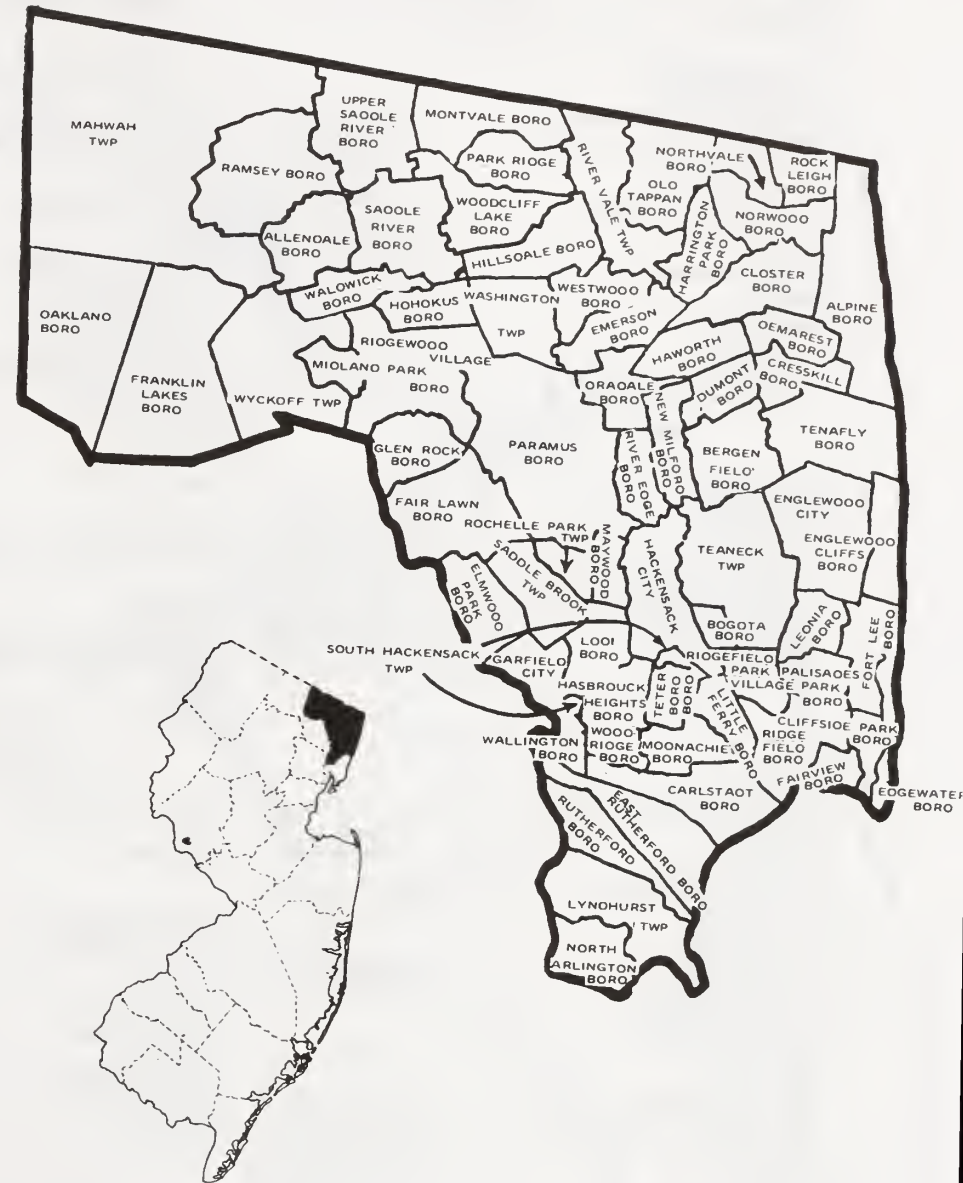 MAHWAH
TWP
UPPER
SAOOLE
RIVER
BORO
MONTVALE BORO
RAMSEY BORO
PARK RIDGE
BORO
RIVER VALE TWP
NORTHVALE
BORO
ROCK
LEIGH
BORO
OLO
TAPPAN
BORO
NORWOOO
BORO
ALLENOALE
BORO
SAOOLE
RIVER
BORO
WOODCLIFF
LAKE
BORO
HILLSOALE BORO
HARRINGTON
PARK
BORO
CLOSTER
BORO
WALOWICK
BORO
HOHOKUS
BORO
WASHINGTON
TWP
WESTWOOO
BORO
EMERSON
BORO
ALPINE
BORO
OAKLANO
BORO
FRANKLIN
LAKES
BORO
WYCKOFF TWP
RIOGEWOOO
VILLAGE
MIOLANO PARK
BORO
HAWORTH
BORO
OEMAREST
BORO
ORAOALE
BORO
DUMONT
BORO
CRESSKILL
BORO
GLEN ROCK
BORO
PARAMUS
BORO
RIVER EOGE
BORO
NEW MILFORO
BORO
BERGEN
FIELO'
BORO
TENAFLY
BORO
FAIR LAWN
BORO
ROCHELLE PARK
TWP
MAYWOOD
BORO
HACKENSACK
CITY
TEANECK
TWP
ENGLEWOOO
CITY
ENGLEWOOO
CLIFFS
BORO
ELMWOOO
PARK
BORO
SADDLE BROOK
TWP
BOGOTA
BORO
LEONIA
BORO
FORT LEE
BORO
SOUTH HACKENSACK
TWP
GARFIELO
CITY
LOOI
BORO
RIOGEFIELO
PARK
VILLAGE
PALISAOES
PARK
BORO
HASBROUCK
HEIGHTS
BORO
TETER
BORO
BORO
LITTLE
FERRY BORO
CLIFFSIDE PARK
BORO
WALLINGTON
BORO
WOOO
RIOGE
BORO
MOONACHIE
BORO
RIDGE
FIELO
BORO
FAIRVIEW
BORO
EOGEWATER
BORO
CARLSTAOT
BORO
RUTHERFORO
BORO
EAST
RUTHERFORO BORO
LYNOHURST
TWP
NORTH
ARLINGTON
BORO